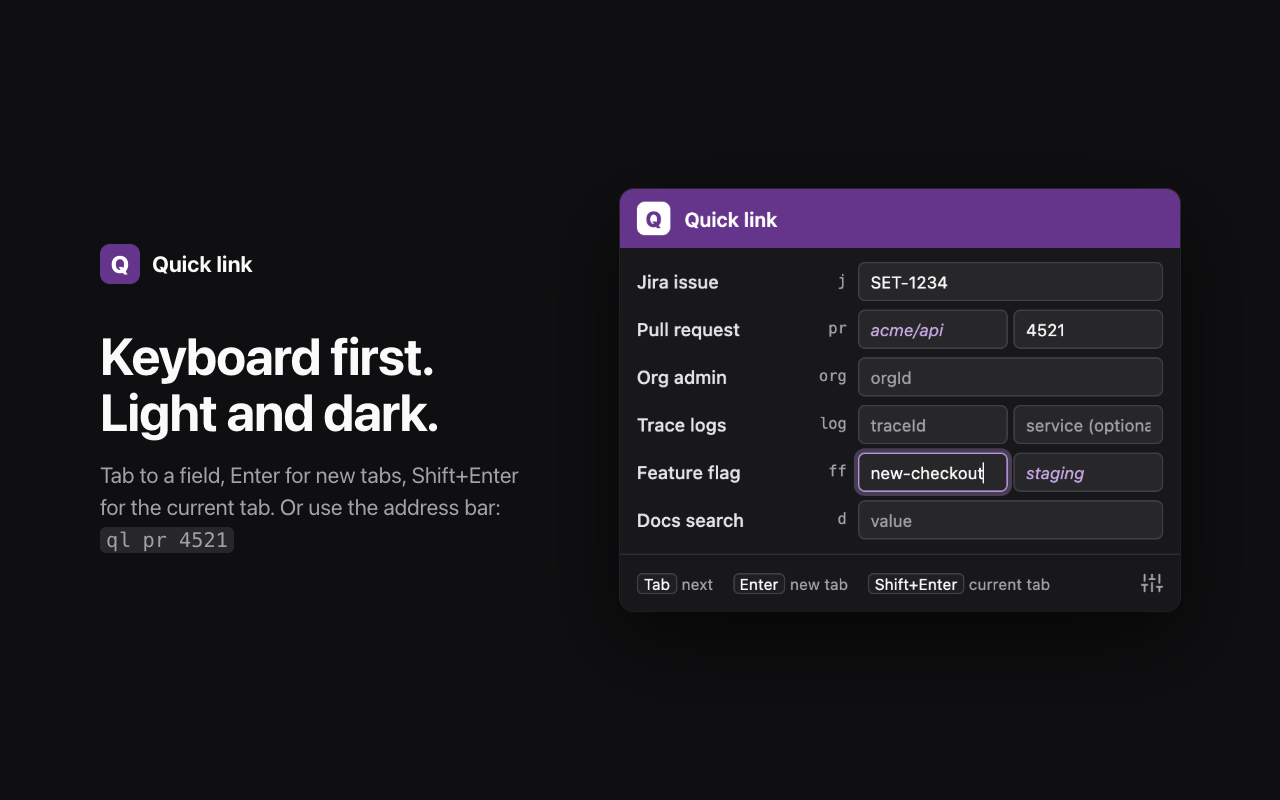 Q Quick link
Keyboard first.
Light and dark.
Tab to a field, Enter for new tabs, Shift+Enter
for the current tab. Or use the address bar:
ql pr 4521
Q Quick link
Jira issue j SET-1234
Pull request pr acme/api 4521
Org admin org orgId
Trace logs log traceId service (optiona
Feature flag ff new-checkout staging
Docs search d value
Tab next Enter new tab Shift+Enter current tab